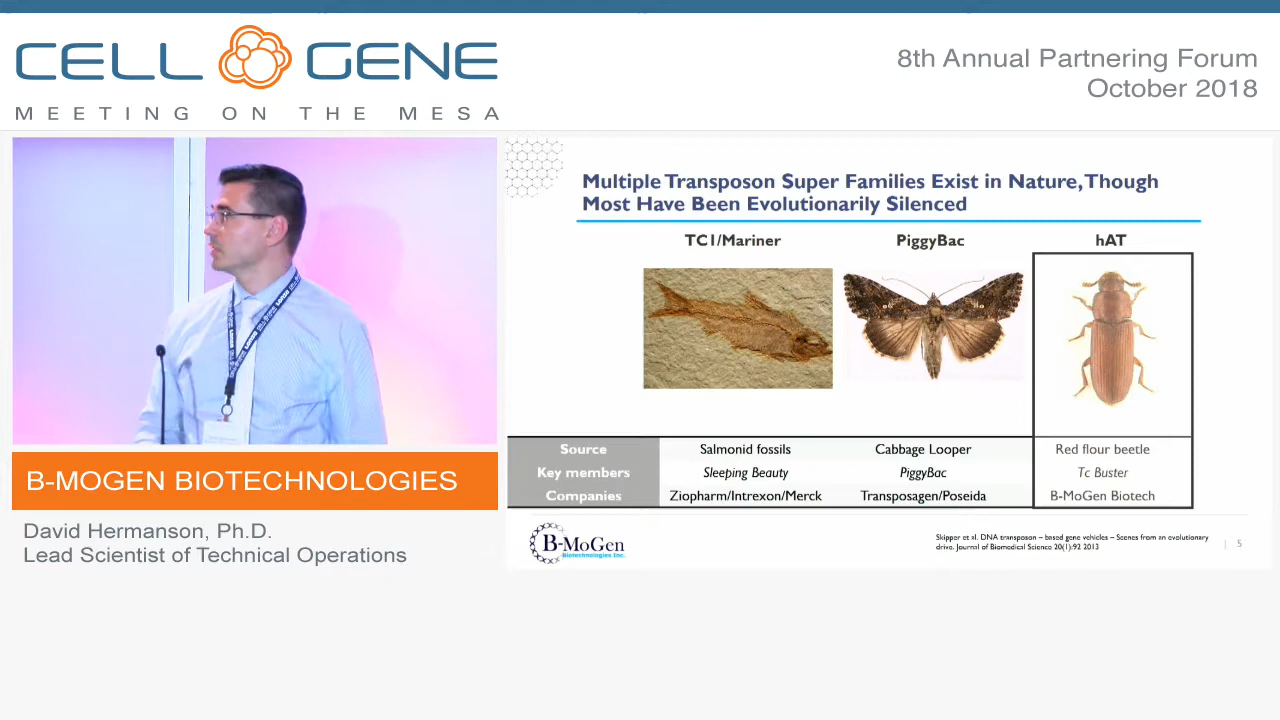 CELL GENE
MEETING ON THE MESA
8th Annual Partnering Forum
October 2018
Multiple Transposon Super Families Exist in Nature, Though
Most Have Been Evolutionarily Silenced
TC1/Mariner PiggyBac hAT
Source Salmonid fossils Cabbage Looper Red flour beetle
Key members Sleeping Beauty PiggyBac Tc Buster
Companies Ziopharm/Intrexon/Merck Transposagen/Poseida B-MoGen Biotech
B-MoGen
Biotechnologies Inc.
Skipper et al. DNA transposon – based gene vehicles – Scenes from an evolutionary
drive. Journal of Biomedical Science 20(1):92 2013
| 5
B-MOGEN BIOTECHNOLOGIES
David Hermanson, Ph.D.
Lead Scientist of Technical Operations